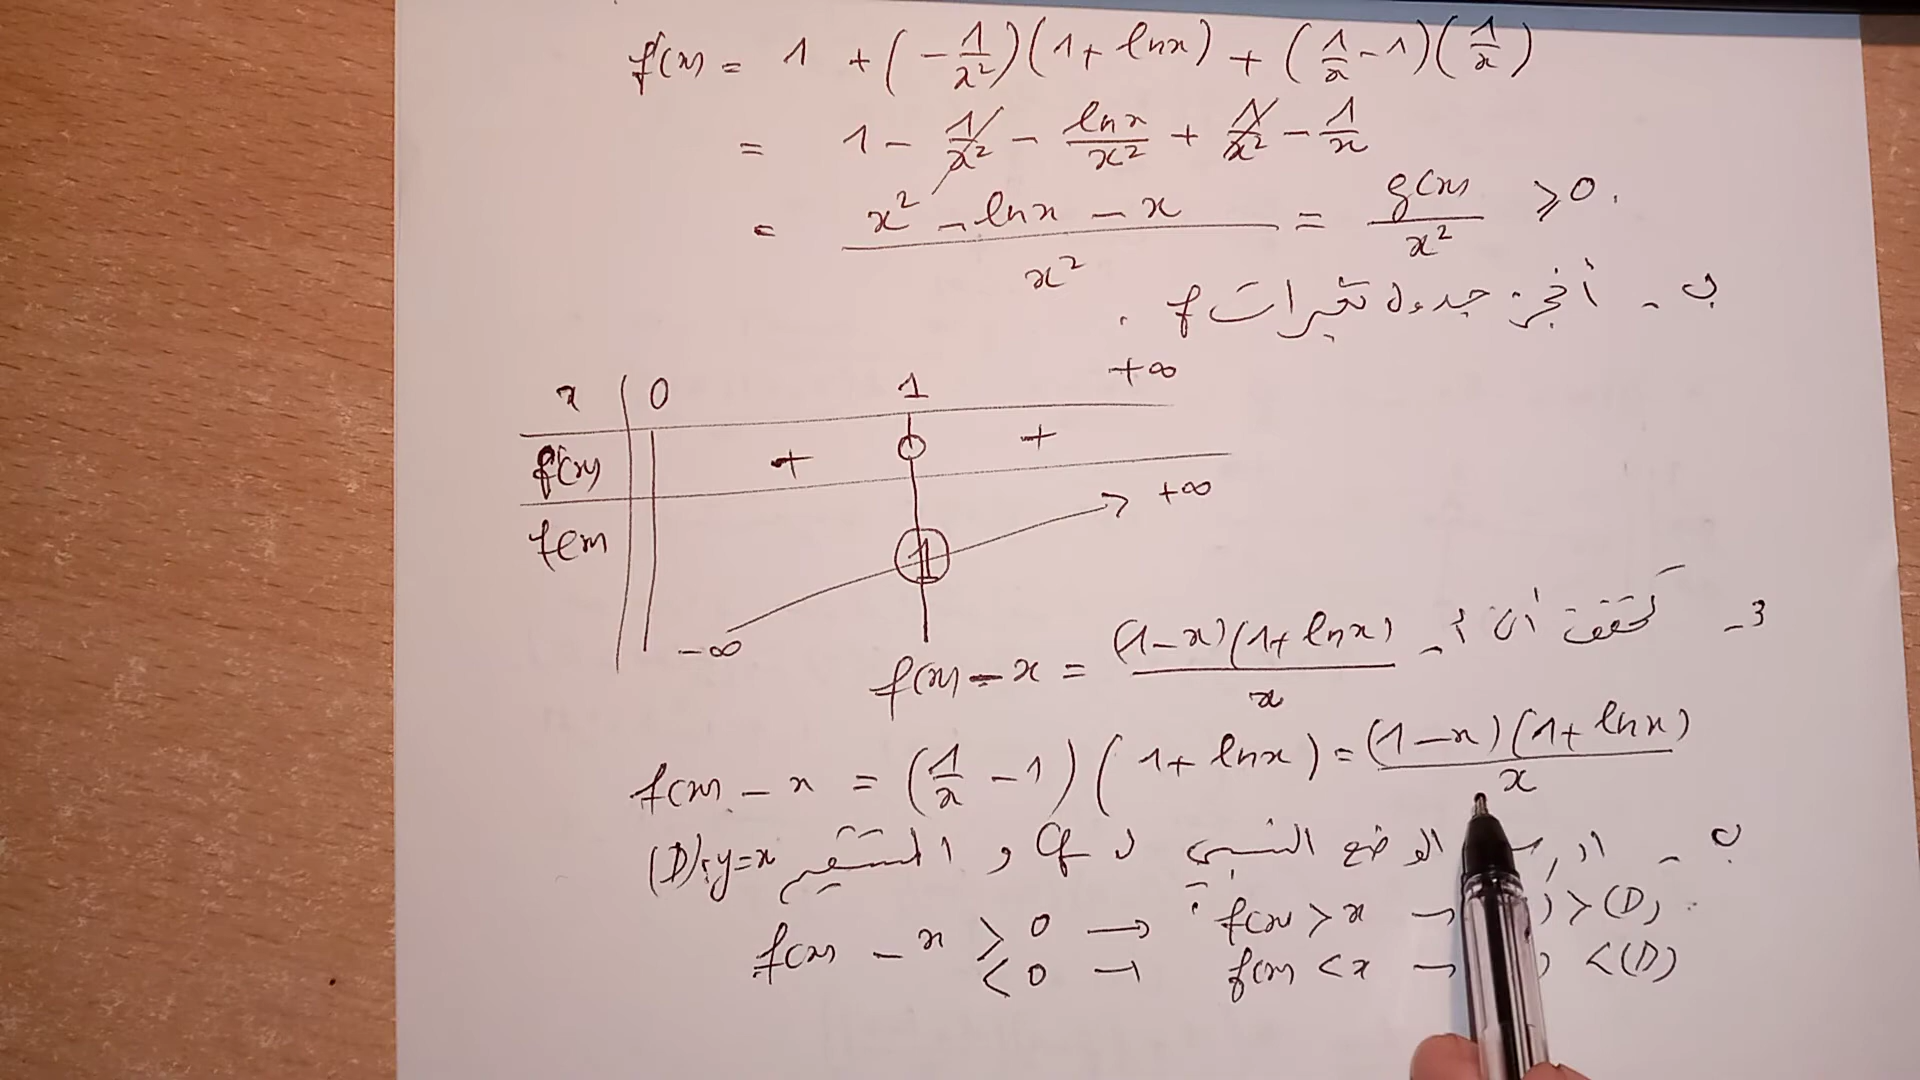 f'(x) = 1 + (-1/x²)(1 + ln x) + (1/x - 1)(1/x)
= 1 - 1/x² - ln x/x² + 1/x² - 1/x
= (x² - ln x - x)/x² = g(x)/x² ≥ 0.
ب - أنجز جدول تغيرات f.
x 0 1 +∞
f'(x) + 0 +
f(x) -∞ 1 +∞
3 - تحقق أن : f(x) - x = (1-x)(1+ ln x)/x
f(x) - x = (1/x - 1)(1 + ln x) = (1-x)(1+ ln x)/x
ب - الوضع النسبي ل Cf و المستقيم (D): y=x
f(x) - x > 0 → f(x) > x → ) > (D)
< 0 → f(x) < x → ) < (D)